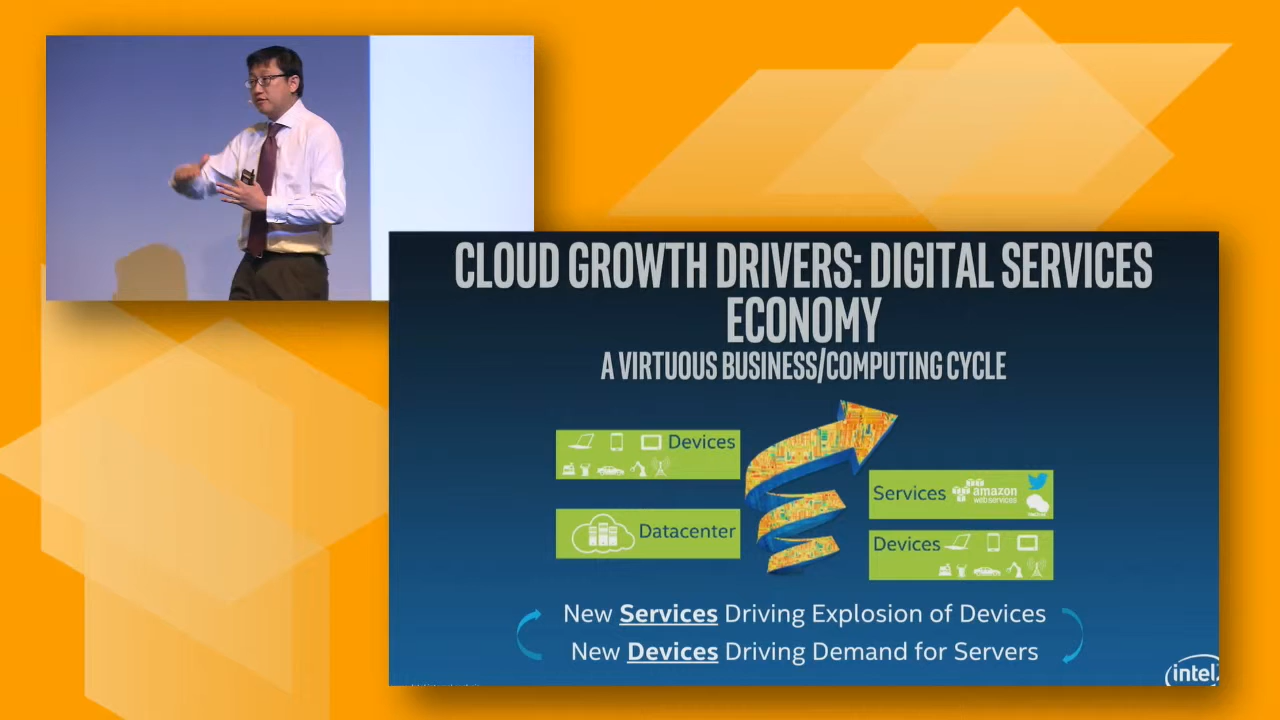 CLOUD GROWTH DRIVERS: DIGITAL SERVICES
ECONOMY
A VIRTUOUS BUSINESS/COMPUTING CYCLE
Devices
Datacenter
Services
amazon
web services
Devices
New Services Driving Explosion of Devices
New Devices Driving Demand for Servers
intel